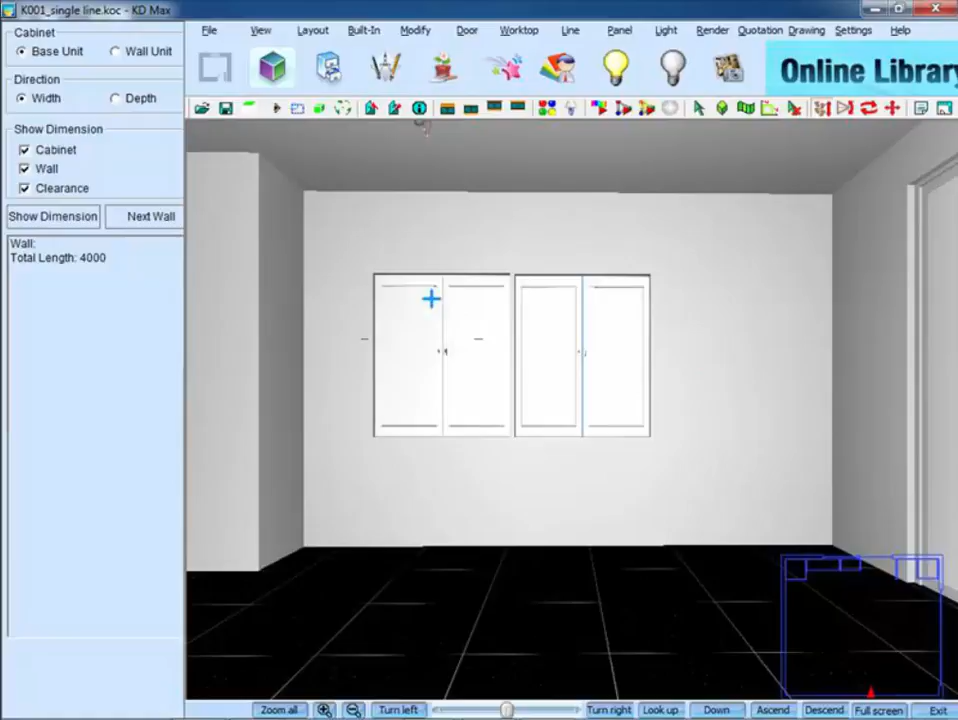 K001_single line.koc - KD Max
File View Layout Built-In Modify Door Worktop Line Panel Light Render Quotation Drawing Settings Help
Online Library
Cabinet
Base Unit Wall Unit
Direction
Width Depth
Show Dimension
Cabinet
Wall
Clearance
Show Dimension Next Wall
Wall:
Total Length: 4000
Zoom all Turn left Turn right Look up Down Ascend Descend Full screen Exit